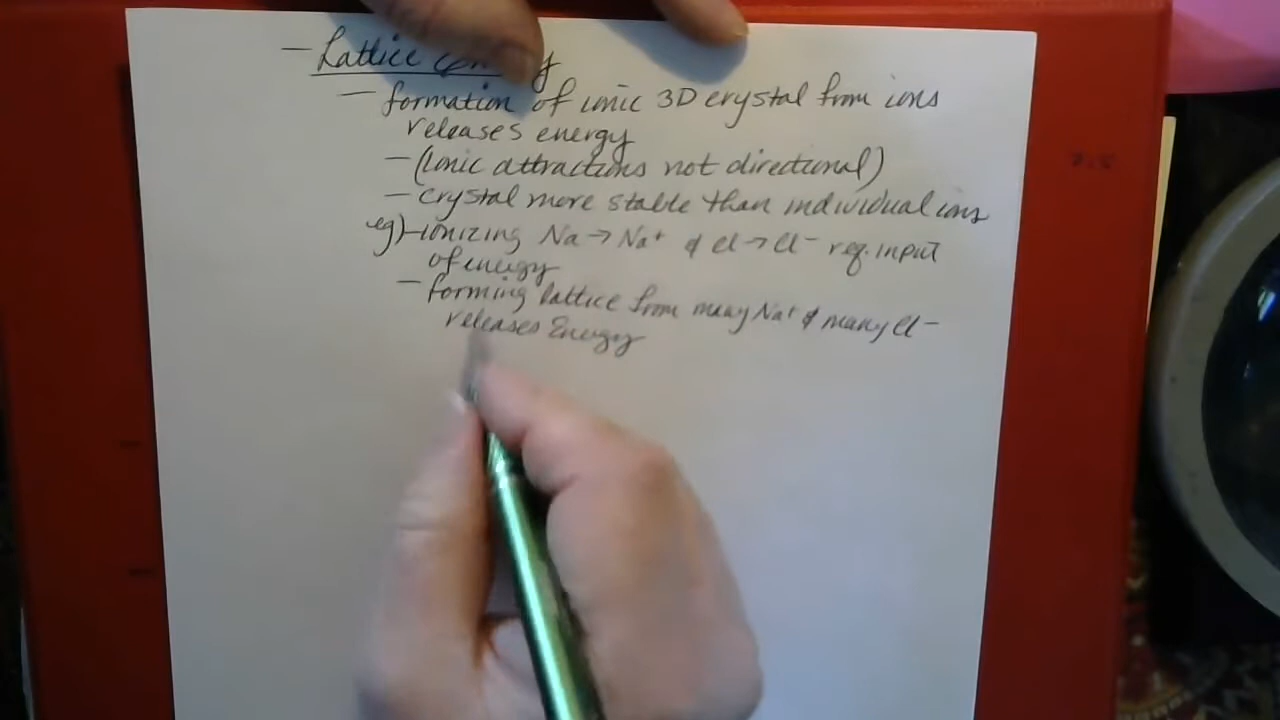 - Lattice Energy
- formation of ionic 3D crystal from ions
releases energy
- (ionic attractions not directional)
- crystal more stable than individual ions
eg) - ionizing Na → Na⁺ & Cl → Cl⁻ req. input
of energy
- forming lattice from many Na⁺ & many Cl⁻
releases Energy